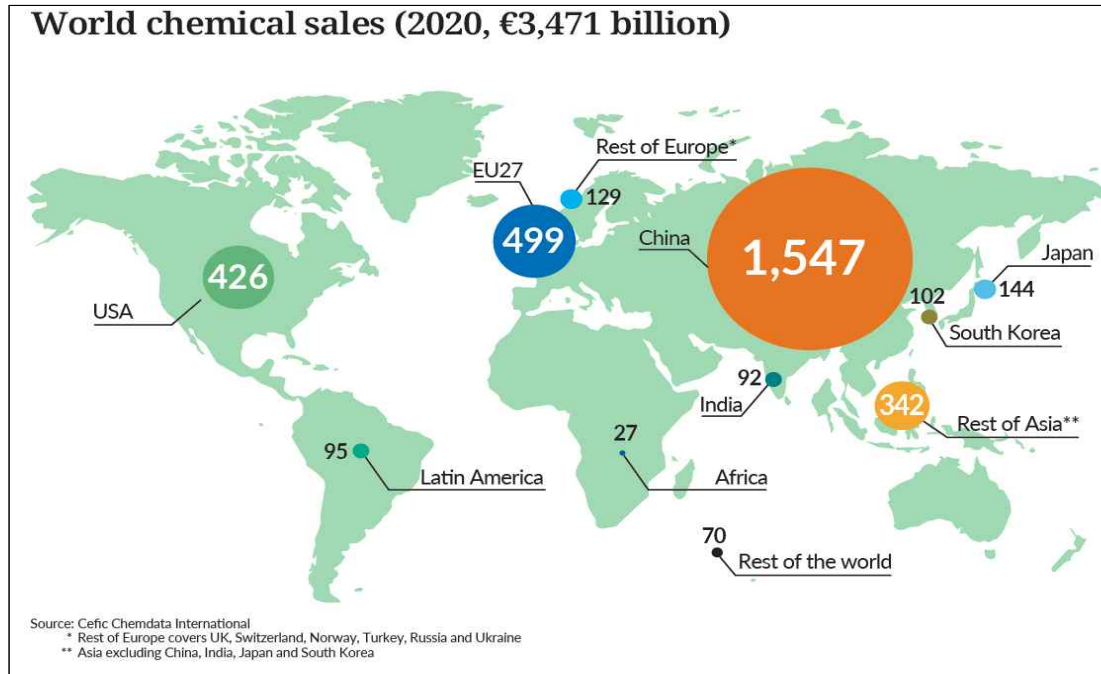 World chemical sales (2020, €3,471 billion)
Rest of Europe*
EU27
129
499
China
1,547
426
USA
Japan
144
102
South Korea
92
India
342
Rest of Asia**
27
95
Latin America
Africa
70
Rest of the world
Source: Cefic Chemdata International
* Rest of Europe covers UK, Switzerland, Norway, Turkey, Russia and Ukraine
** Asia excluding China, India, Japan and South Korea